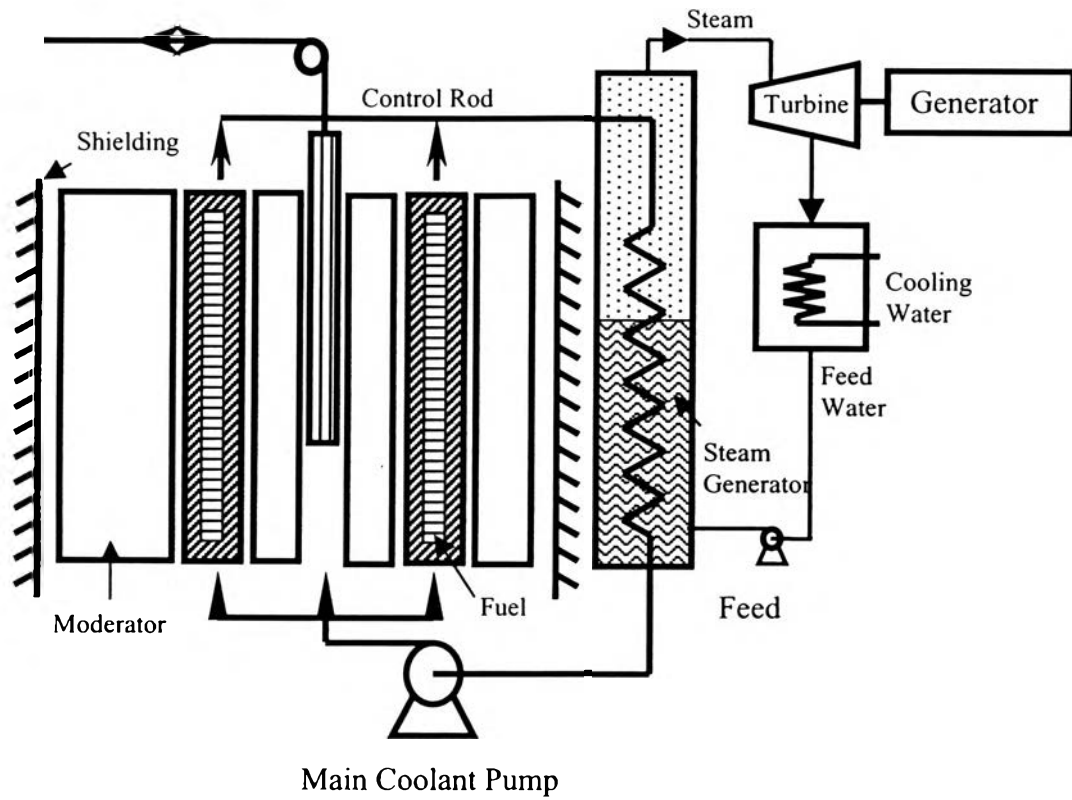 Steam
Control Rod
Turbine
Generator
Shielding
Cooling
Water
Feed
Water
Steam
Generator
Fuel
Feed
Moderator
Main Coolant Pump